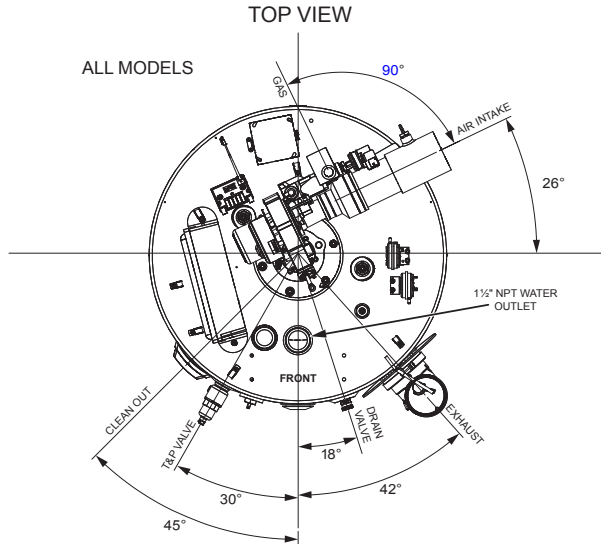 TOP VIEW
ALL MODELS
GAS
90°
AIR INTAKE
26°
1½" NPT WATER
OUTLET
FRONT
CLEAN OUT
T&P VALVE
DRAIN
VALVE
EXHAUST
18°
30°
42°
45°